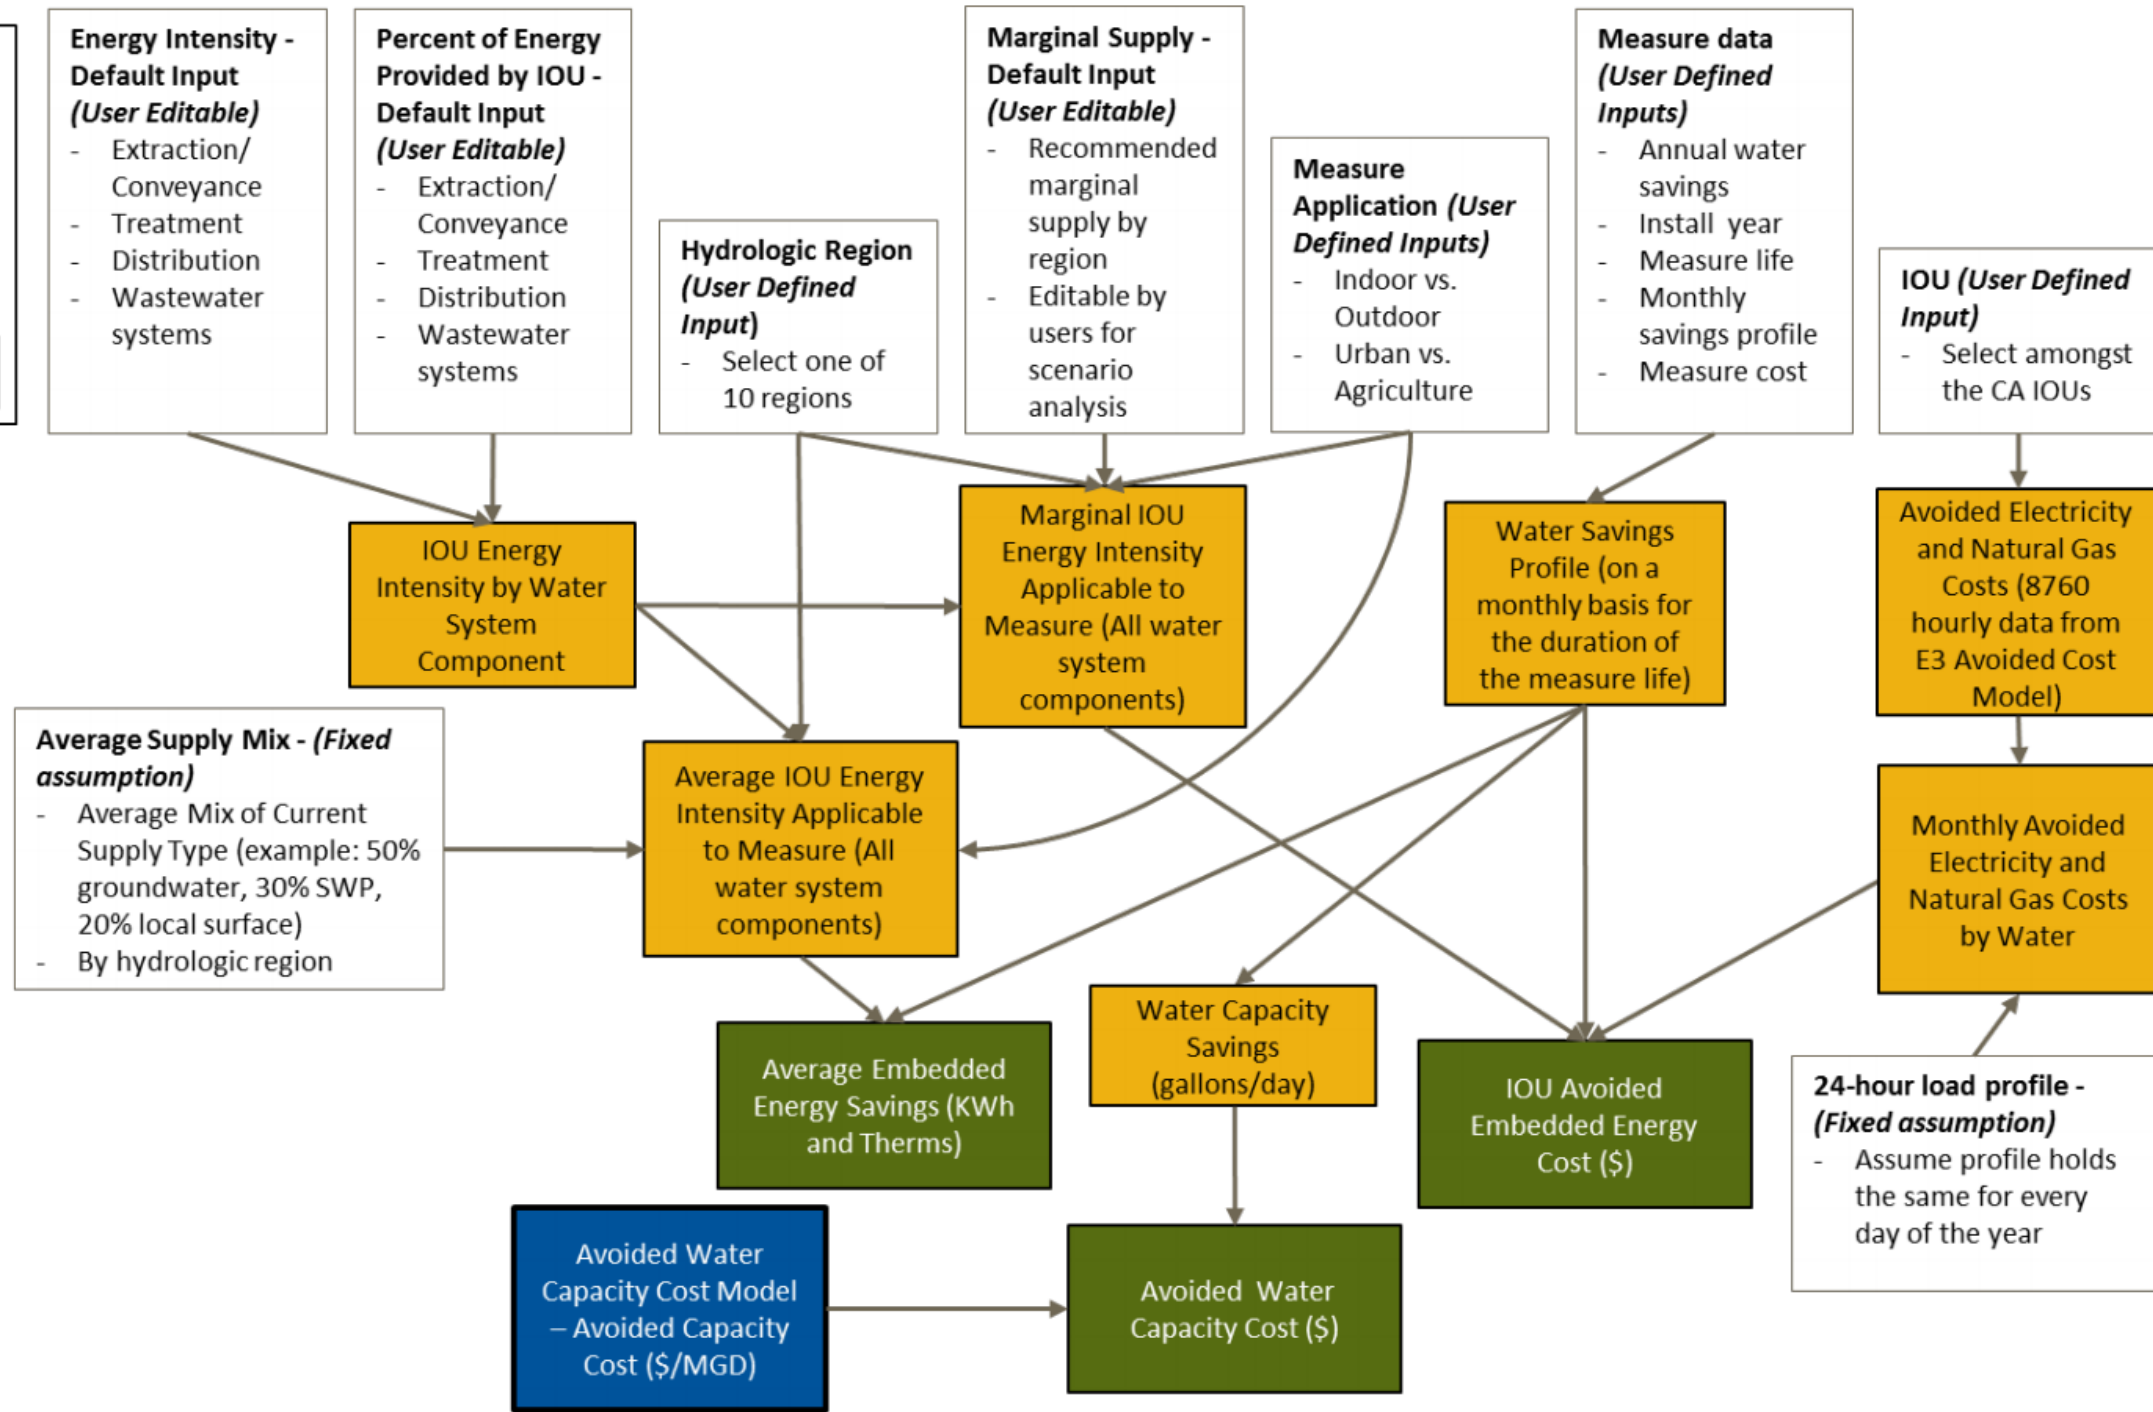 Energy Intensity -
Default Input
(User Editable)
- Extraction/
Conveyance
- Treatment
- Distribution
- Wastewater
systems
Percent of Energy
Provided by IOU -
Default Input
(User Editable)
- Extraction/
Conveyance
- Treatment
- Distribution
- Wastewater
systems
Hydrologic Region
(User Defined
Input)
- Select one of
10 regions
Marginal Supply -
Default Input
(User Editable)
- Recommended
marginal
supply by
region
- Editable by
users for
scenario
analysis
Measure
Application (User
Defined Inputs)
- Indoor vs.
Outdoor
- Urban vs.
Agriculture
Measure data
(User Defined
Inputs)
- Annual water
savings
- Install year
- Measure life
- Monthly
savings profile
- Measure cost
IOU (User Defined
Input)
- Select amongst
the CA IOUs
IOU Energy
Intensity by Water
System
Component
Marginal IOU
Energy Intensity
Applicable to
Measure (All water
system
components)
Water Savings
Profile (on a
monthly basis for
the duration of
the measure life)
Avoided Electricity
and Natural Gas
Costs (8760
hourly data from
E3 Avoided Cost
Model)
Average Supply Mix - (Fixed
assumption)
- Average Mix of Current
Supply Type (example: 50%
groundwater, 30% SWP,
20% local surface)
- By hydrologic region
Average IOU Energy
Intensity Applicable
to Measure (All
water system
components)
Monthly Avoided
Electricity and
Natural Gas Costs
by Water
Average Embedded
Energy Savings (KWh
and Therms)
Water Capacity
Savings
(gallons/day)
IOU Avoided
Embedded Energy
Cost ($)
24-hour load profile -
(Fixed assumption)
- Assume profile holds
the same for every
day of the year
Avoided Water
Capacity Cost Model
– Avoided Capacity
Cost ($/MGD)
Avoided Water
Capacity Cost ($)